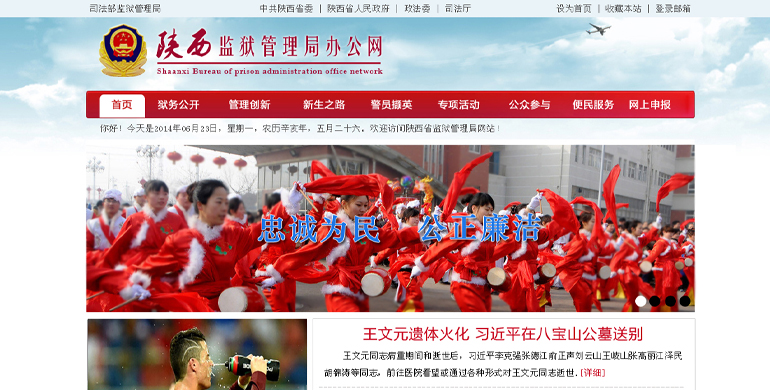 司法部监狱管理局 中共陕西省委 | 陕西省人民政府 | 政法委 | 司法厅 设为首页 | 收藏本站 | 登录邮箱
陕西监狱管理局办公网
Shaanxi Bureau of prison administration office network
首页 狱务公开 管理创新 新生之路 警员撷英 专项活动 公众参与 便民服务 网上申报
你好!今天是2014年06月23日,星期一,农历辛亥年,五月二十六。欢迎访问陕西省监狱管理局网站!
忠诚为民 公正廉洁
王文元遗体火化 习近平在八宝山公墓送别
王文元同志病重期间和逝世后,习近平李克强张德江俞正声刘云山王岐山张高丽江泽民
胡锦涛等同志,前往医院看望或通过各种形式对王文元同志逝世.[详细]